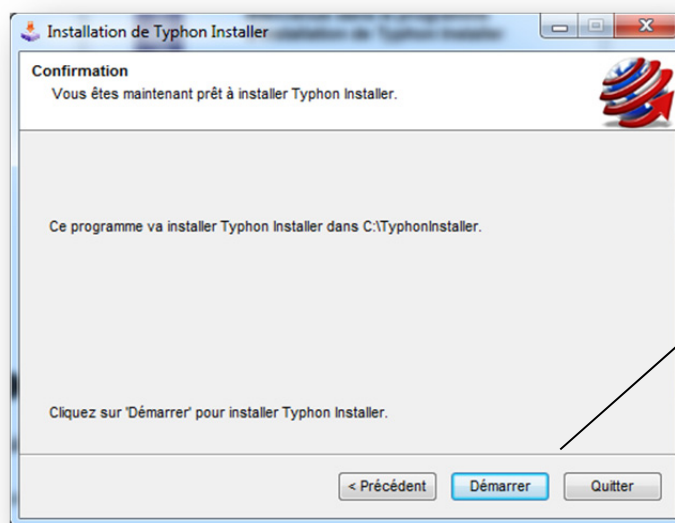 Installation de Typhon Installer
Confirmation
Vous êtes maintenant prêt à installer Typhon Installer.
Ce programme va installer Typhon Installer dans C:\TyphonInstaller.
Cliquez sur 'Démarrer' pour installer Typhon Installer.
< Précédent Démarrer Quitter